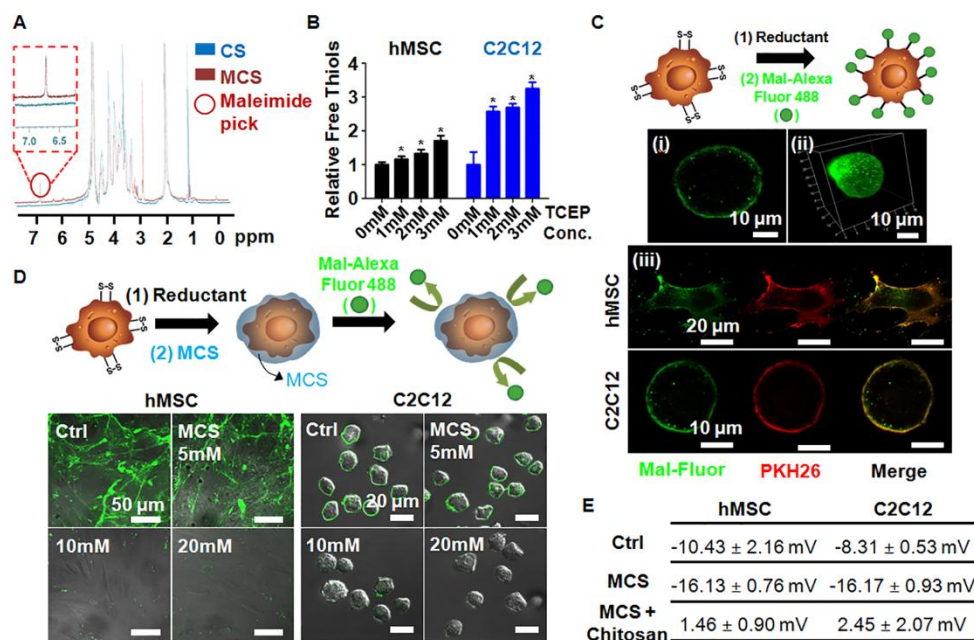 A
CS
MCS
Maleimide
pick
7.0 6.5
7 6 5 4 3 2 1 0 ppm
B
hMSC C2C12
Relative Free Thiols
6
4
2
0
* * * * * *
0mM 1mM 2mM 3mM 0mM 1mM 2mM 3mM
TCEP
Conc.
C
S-S
S-S
S-S
S-S
(1) Reductant
(2) Mal-Alexa
Fluor 488
( )
(i) (ii)
10 µm 10 µm
(iii)
hMSC
20 µm
C2C12
10 µm
Mal-Fluor PKH26 Merge
D
S-S
S-S
S-S
S-S
(1) Reductant
(2) MCS
MCS
Mal-Alexa
Fluor 488
( )
hMSC C2C12
Ctrl MCS
5mM
50 µm
10mM 20mM
Ctrl MCS
5mM
20 µm
10mM 20mM
E
hMSC C2C12
Ctrl -10.43 ± 2.16 mV -8.31 ± 0.53 mV
MCS -16.13 ± 0.76 mV -16.17 ± 0.93 mV
MCS +
Chitosan 1.46 ± 0.90 mV 2.45 ± 2.07 mV